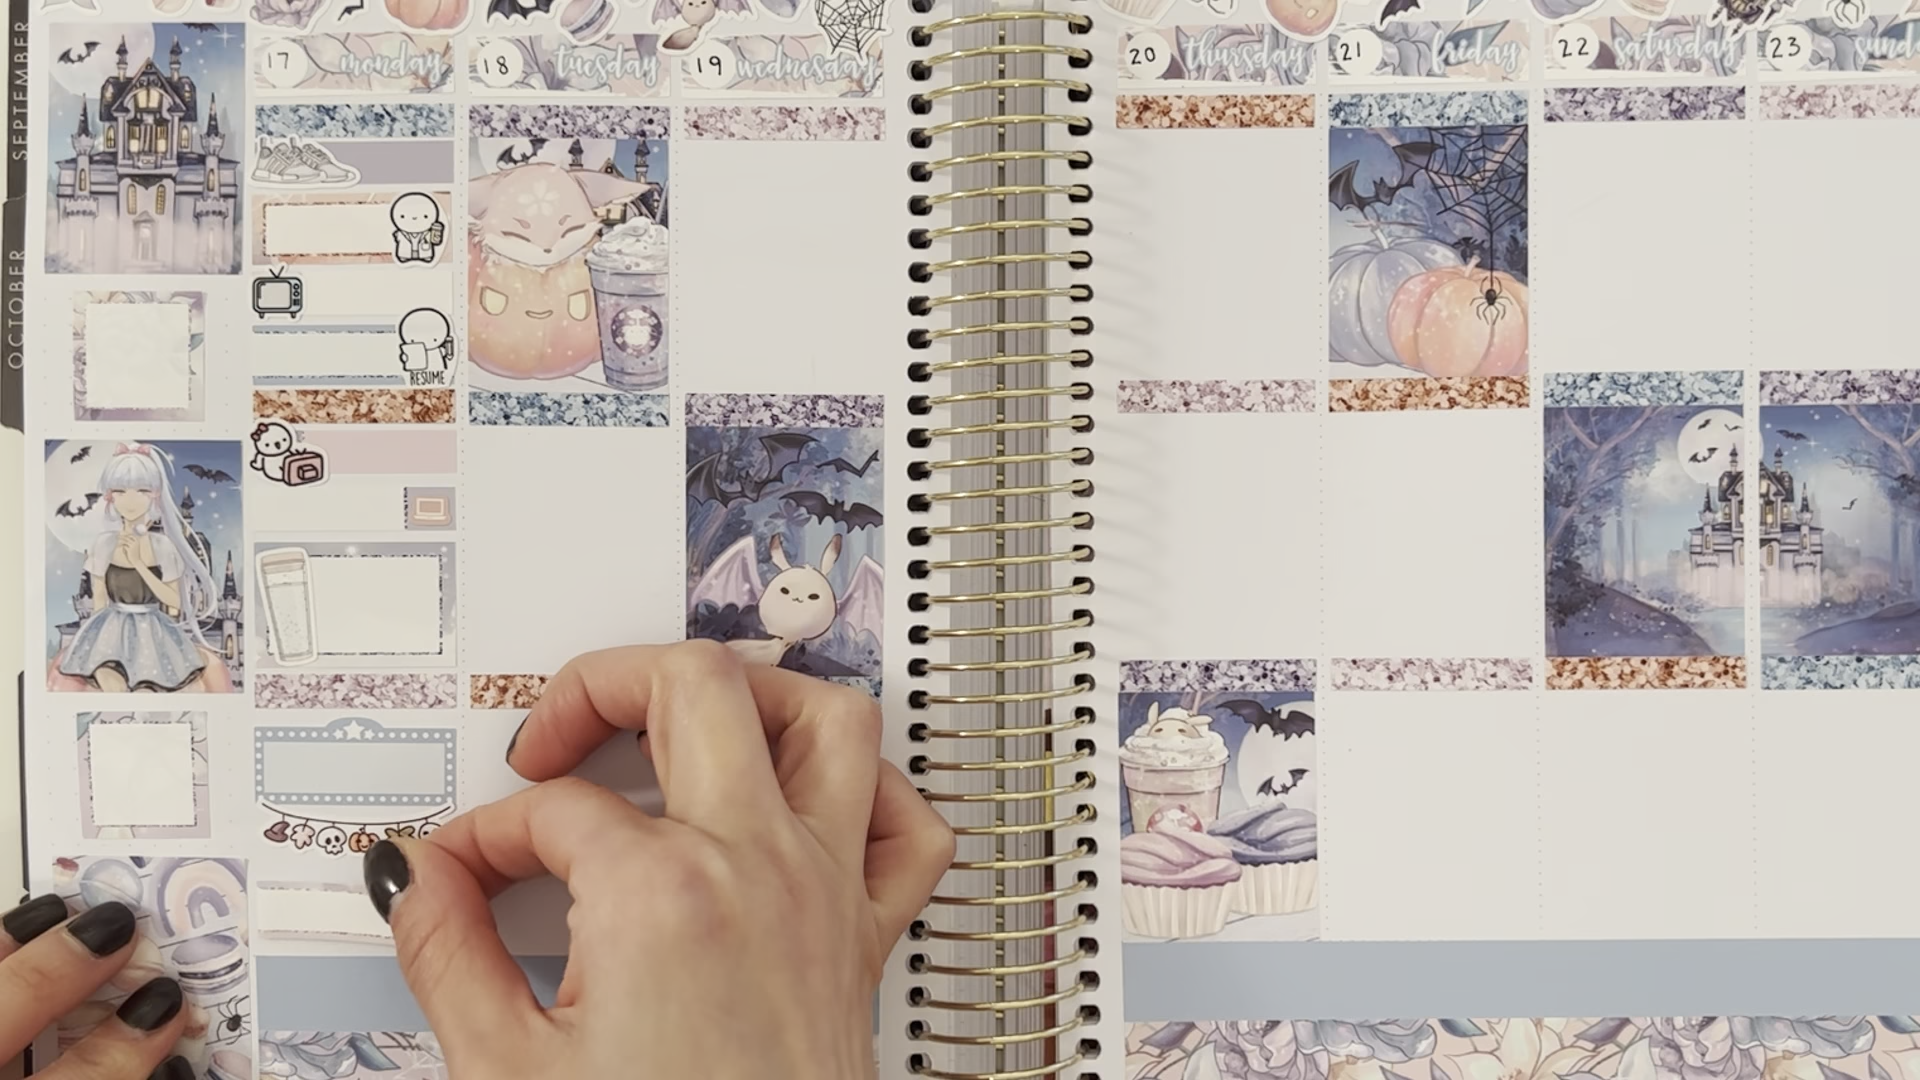 SEPTEMBER
OCTOBER
17 monday
18 tuesday
19 wednesday
20 thursday
21 friday
22 saturday
23
RESUME